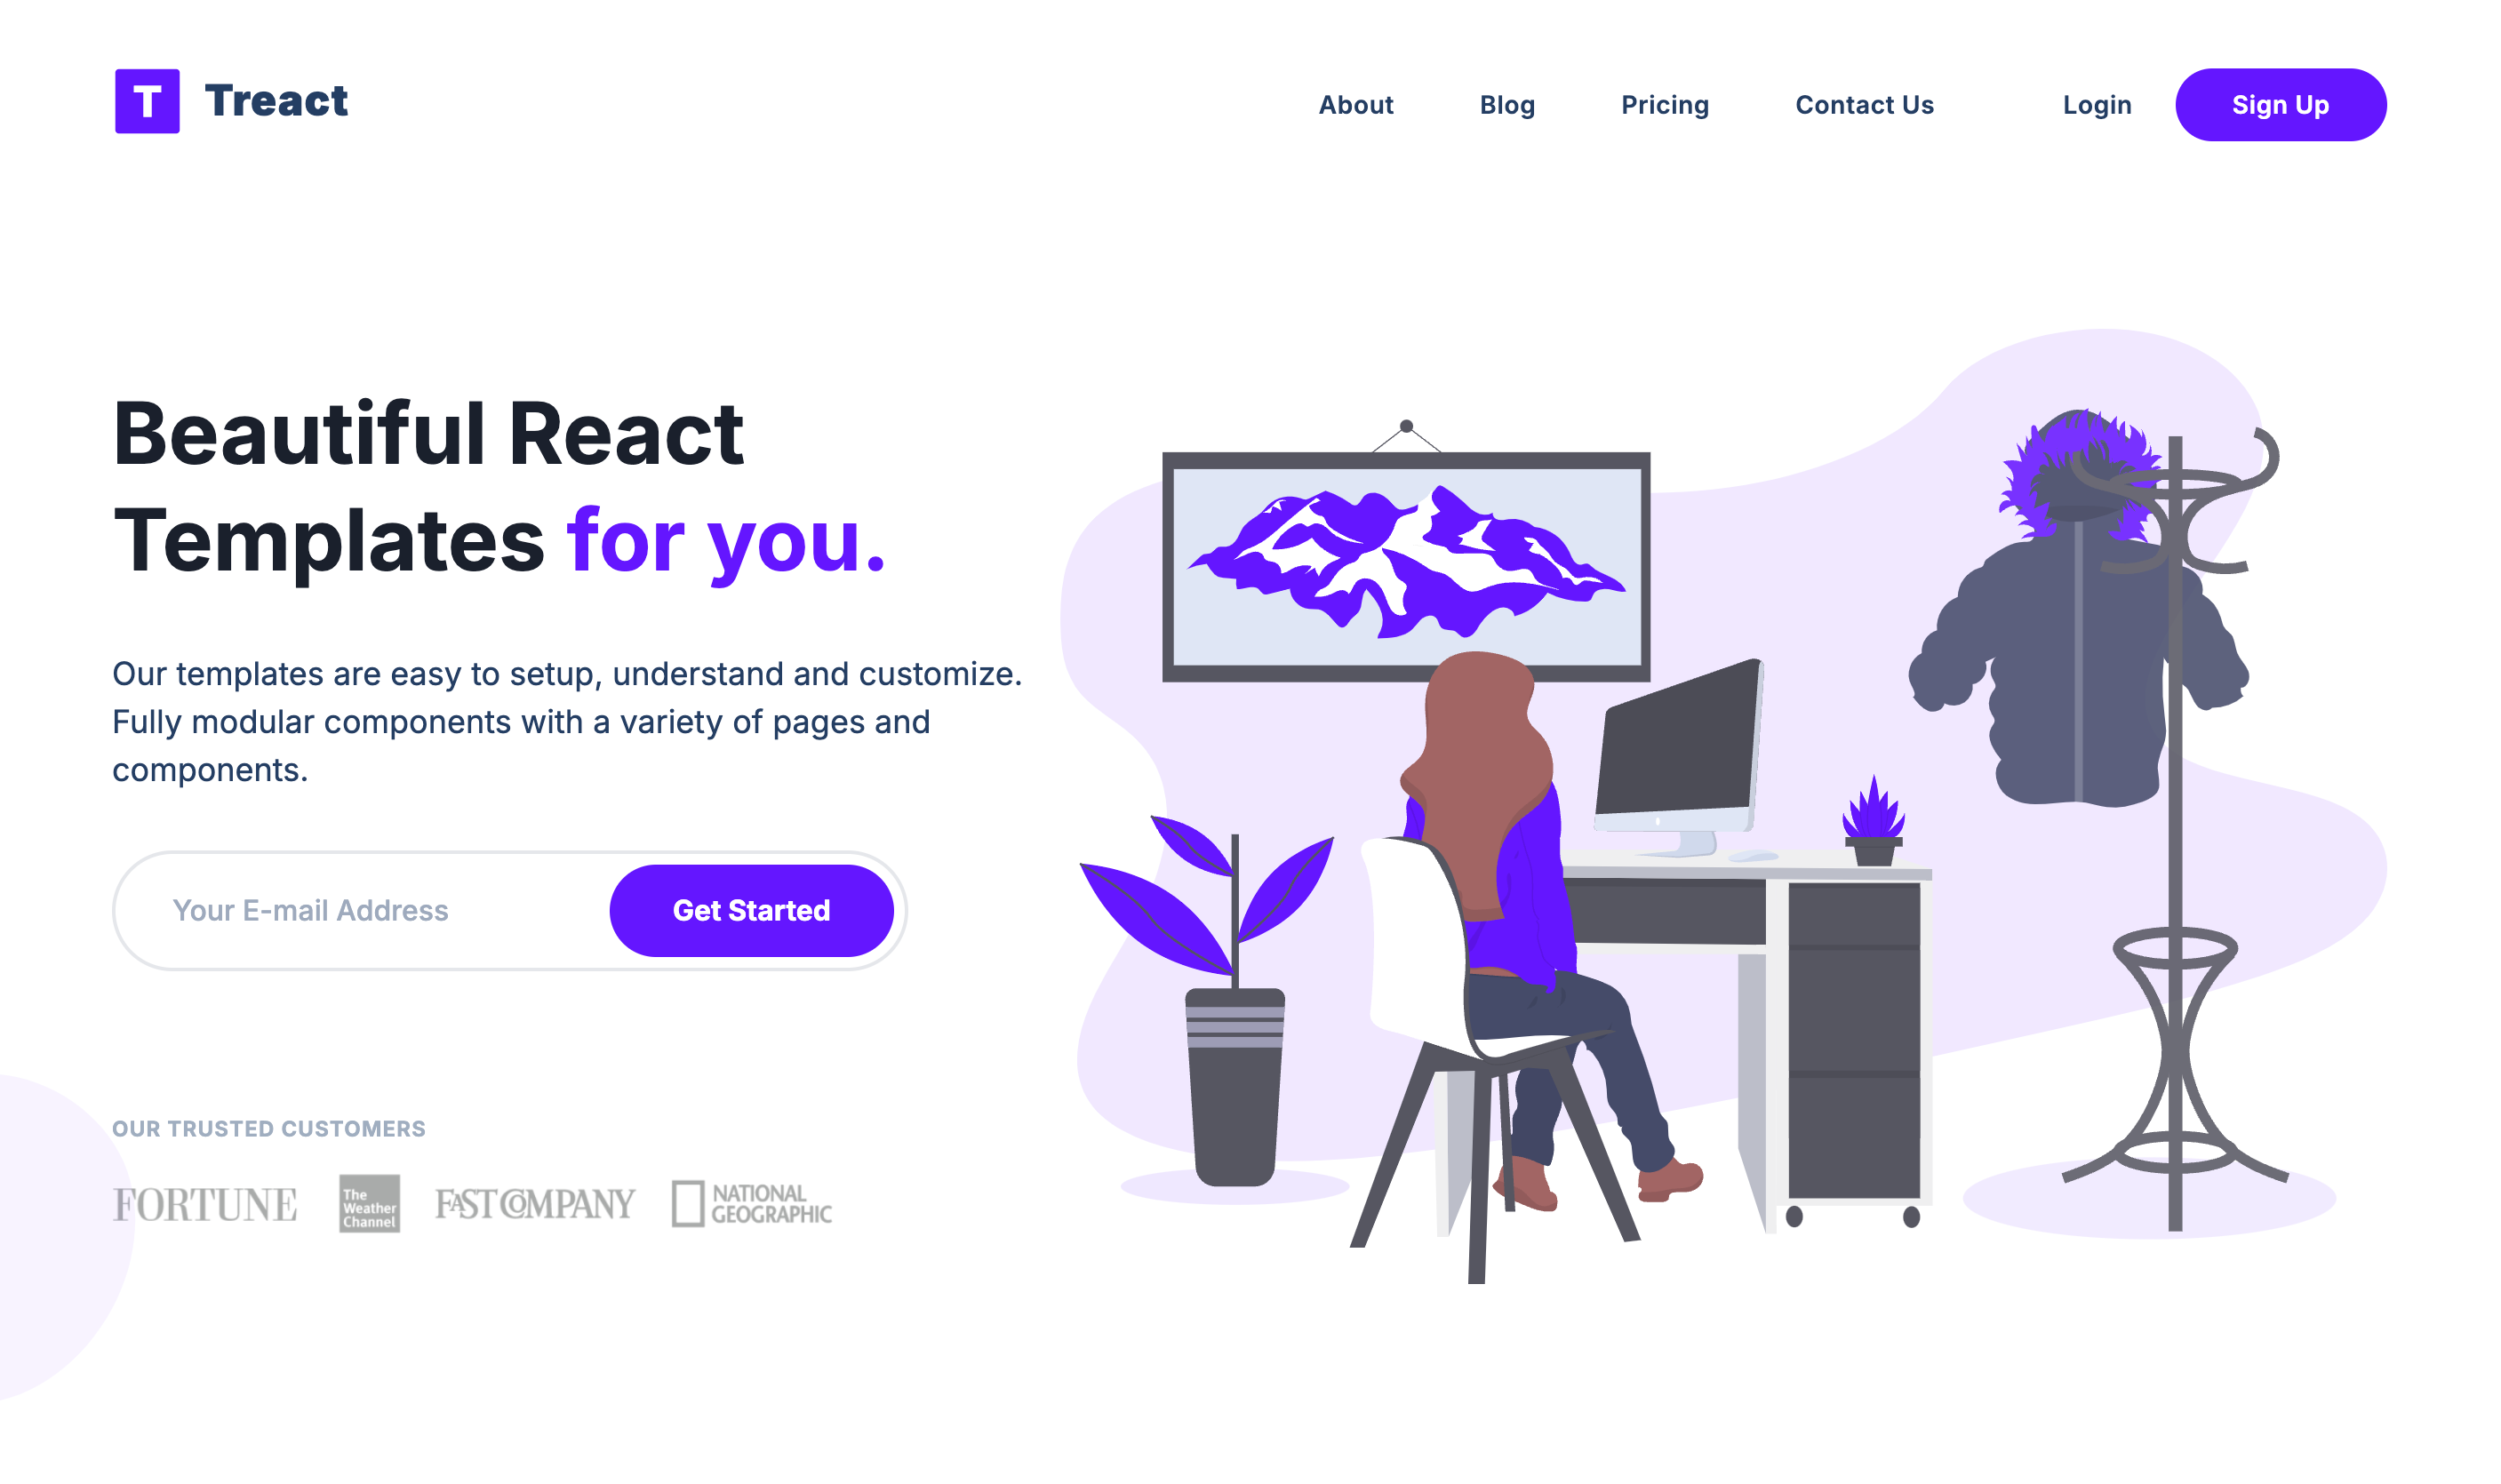 T Treact
About Blog Pricing Contact Us Login Sign Up
Beautiful React
Templates for you.
Our templates are easy to setup, understand and customize.
Fully modular components with a variety of pages and
components.
Your E-mail Address Get Started
OUR TRUSTED CUSTOMERS
FORTUNE
The
Weather
Channel
FAST COMPANY
NATIONAL
GEOGRAPHIC